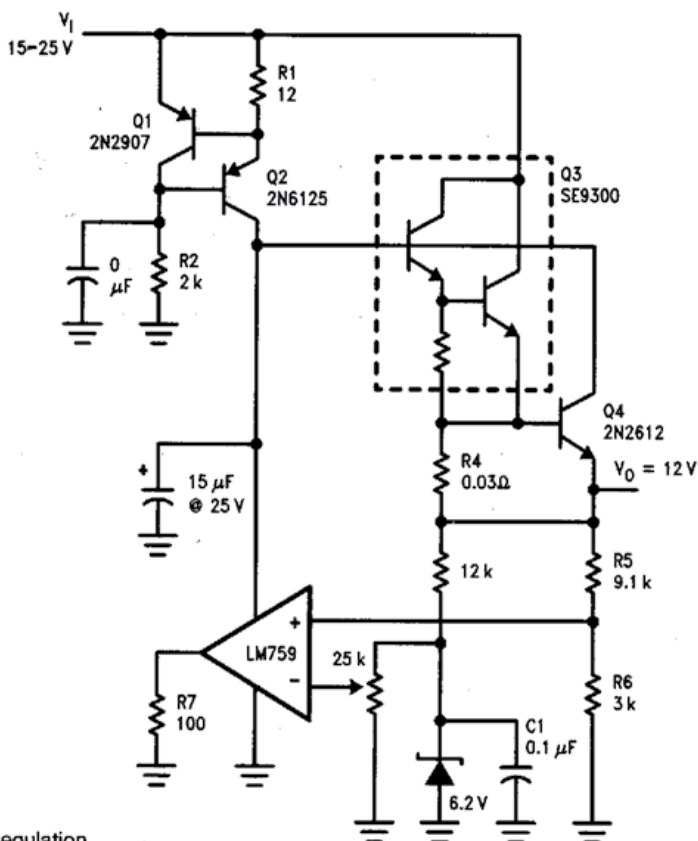 V_I
15-25 V
R1
12
Q1
2N2907
Q2
2N6125
Q3
SE9300
0
μF
R2
2 k
Q4
2N2612
V_O = 12 V
+
15 μF
@ 25 V
R4
0.03Ω
12 k
R5
9.1 k
LM759
+
−
25 k
R7
100
R6
3 k
C1
0.1 μF
6.2 V